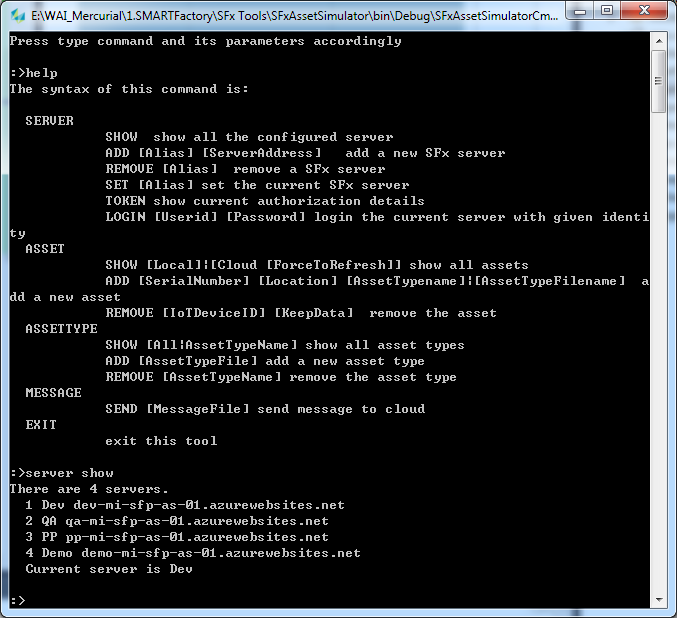 E:\WAI_Mercurial\1.SMARTFactory\SFx Tools\SFxAssetSimulator\bin\Debug\SFxAssetSimulatorCm...
Press type command and its parameters accordingly
:>help
The syntax of this command is:
SERVER
SHOW  show all the configured server
ADD [Alias] [ServerAddress]   add a new SFx server
REMOVE [Alias]  remove a SFx server
SET [Alias] set the current SFx server
TOKEN show current authorization details
LOGIN [Userid] [Password] login the current server with given identi
ty
ASSET
SHOW [Local]¦[Cloud [ForceToRefresh]] show all assets
ADD [SerialNumber] [Location] [AssetTypename]¦[AssetTypeFilename]  a
dd a new asset
REMOVE [IoTDeviceID] [KeepData]  remove the asset
ASSETTYPE
SHOW [All¦AssetTypeName] show all asset types
ADD [AssetTypeFile] add a new asset type
REMOVE [AssetTypeName] remove the asset type
MESSAGE
SEND [MessageFile] send message to cloud
EXIT
exit this tool
:>server show
There are 4 servers.
1 Dev dev-mi-sfp-as-01.azurewebsites.net
2 QA qa-mi-sfp-as-01.azurewebsites.net
3 PP pp-mi-sfp-as-01.azurewebsites.net
4 Demo demo-mi-sfp-as-01.azurewebsites.net
Current server is Dev
:>